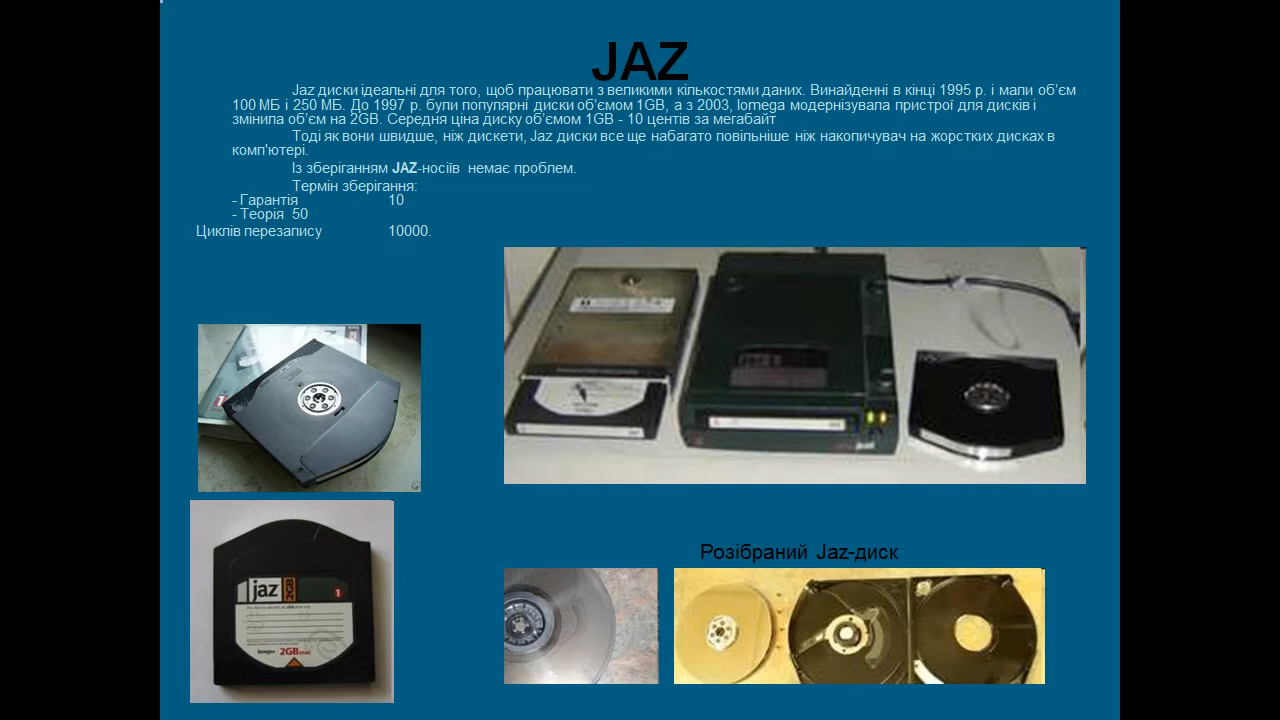 JAZ
Jaz диски ідеальні для того, щоб працювати з великими кількостями даних. Винайденні в кінці 1995 р. і мали об'єм
100 МБ і 250 МБ. До 1997 р. були популярні диски об'ємом 1GB, а з 2003, Iomega модернізувала пристрої для дисків і
змінила об'єм на 2GB. Середня ціна диску об'ємом 1GB - 10 центів за мегабайт
Тоді як вони швидше, ніж дискети, Jaz диски все ще набагато повільніше ніж накопичувач на жорстких дисках в
комп'ютері.
Із зберіганням JAZ-носіїв немає проблем.
Термін зберігання:
- Гарантія 10
- Теорія 50
Циклів перезапису 10000.
jaz
2GB
1
iomega 2GB
Розібраний Jaz-диск